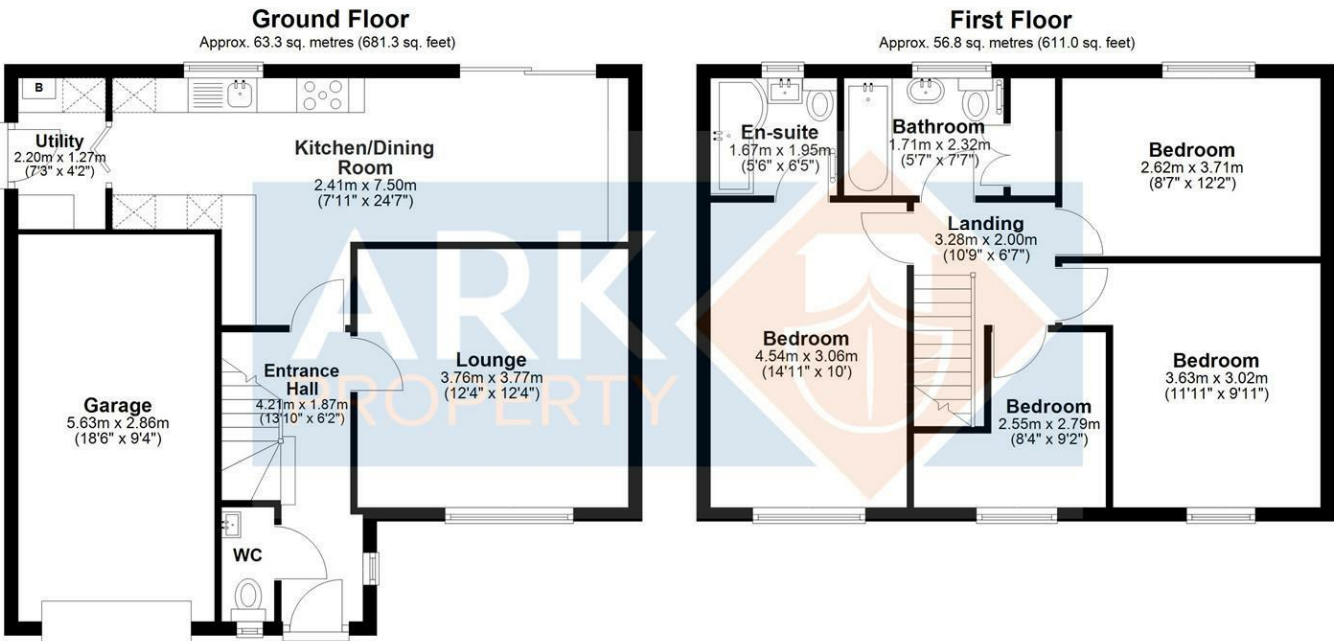 Ground Floor
Approx. 63.3 sq. metres (681.3 sq. feet)
B
Utility
2.20m x 1.27m
(7'3" x 4'2")
Kitchen/Dining
Room
2.41m x 7.50m
(7'11" x 24'7")
Entrance
Hall
4.21m x 1.87m
(13'10" x 6'2")
Lounge
3.76m x 3.77m
(12'4" x 12'4")
Garage
5.63m x 2.86m
(18'6" x 9'4")
WC
First Floor
Approx. 56.8 sq. metres (611.0 sq. feet)
En-suite
1.67m x 1.95m
(5'6" x 6'5")
Bathroom
1.71m x 2.32m
(5'7" x 7'7")
Bedroom
2.62m x 3.71m
(8'7" x 12'2")
Landing
3.28m x 2.00m
(10'9" x 6'7")
Bedroom
4.54m x 3.06m
(14'11" x 10')
Bedroom
2.55m x 2.79m
(8'4" x 9'2")
Bedroom
3.63m x 3.02m
(11'11" x 9'11")
ARK
PROPERTY